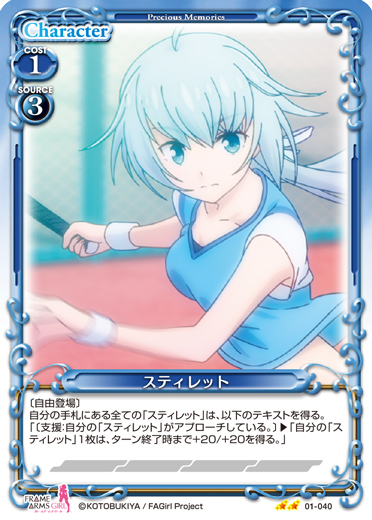 Precious Memories
Character
COST
1
SOURCE
3
スティレット
〔自由登場〕
自分の手札にある全ての「スティレット」は、以下のテキストを得る。
「〔支援:自分の「スティレット」がアプローチしている。〕▶「自分の「ス
ティレット」1枚は、ターン終了時まで+20/+20を得る。」
FRAME
ARMS GIRL
©KOTOBUKIYA / FAGirl Project
01-040